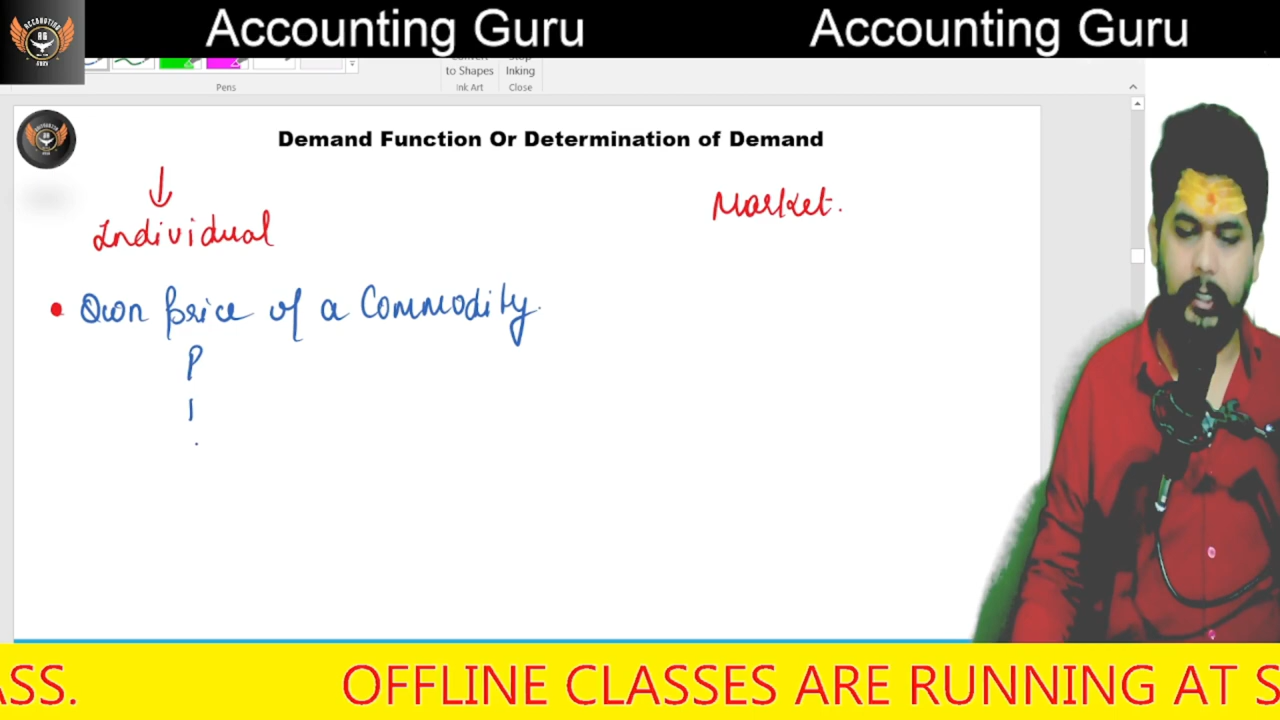 Accounting Guru
Accounting Guru
to Shapes
Inking
Pens
Ink Art
Close
Demand Function Or Determination of Demand
Individual
Market.
Own price of a Commodity.
P
ASS.
OFFLINE CLASSES ARE RUNNING AT S